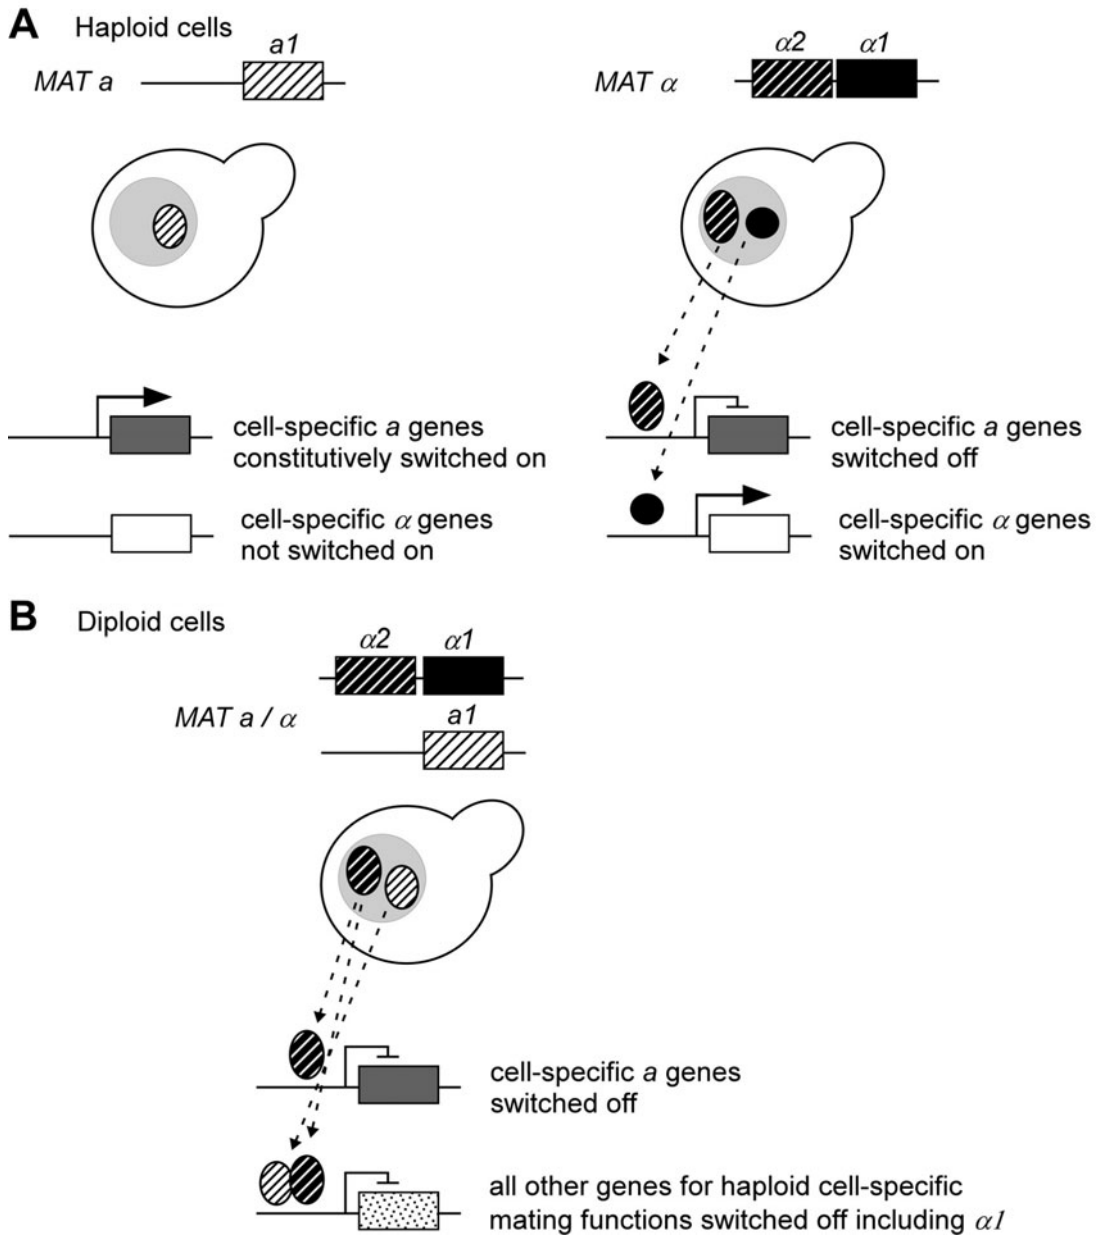 A Haploid cells
a1
MAT a
α2 α1
MAT α
cell-specific a genes
constitutively switched on
cell-specific α genes
not switched on
cell-specific a genes
switched off
cell-specific α genes
switched on
B Diploid cells
α2 α1
MAT a / α
a1
cell-specific a genes
switched off
all other genes for haploid cell-specific
mating functions switched off including α1